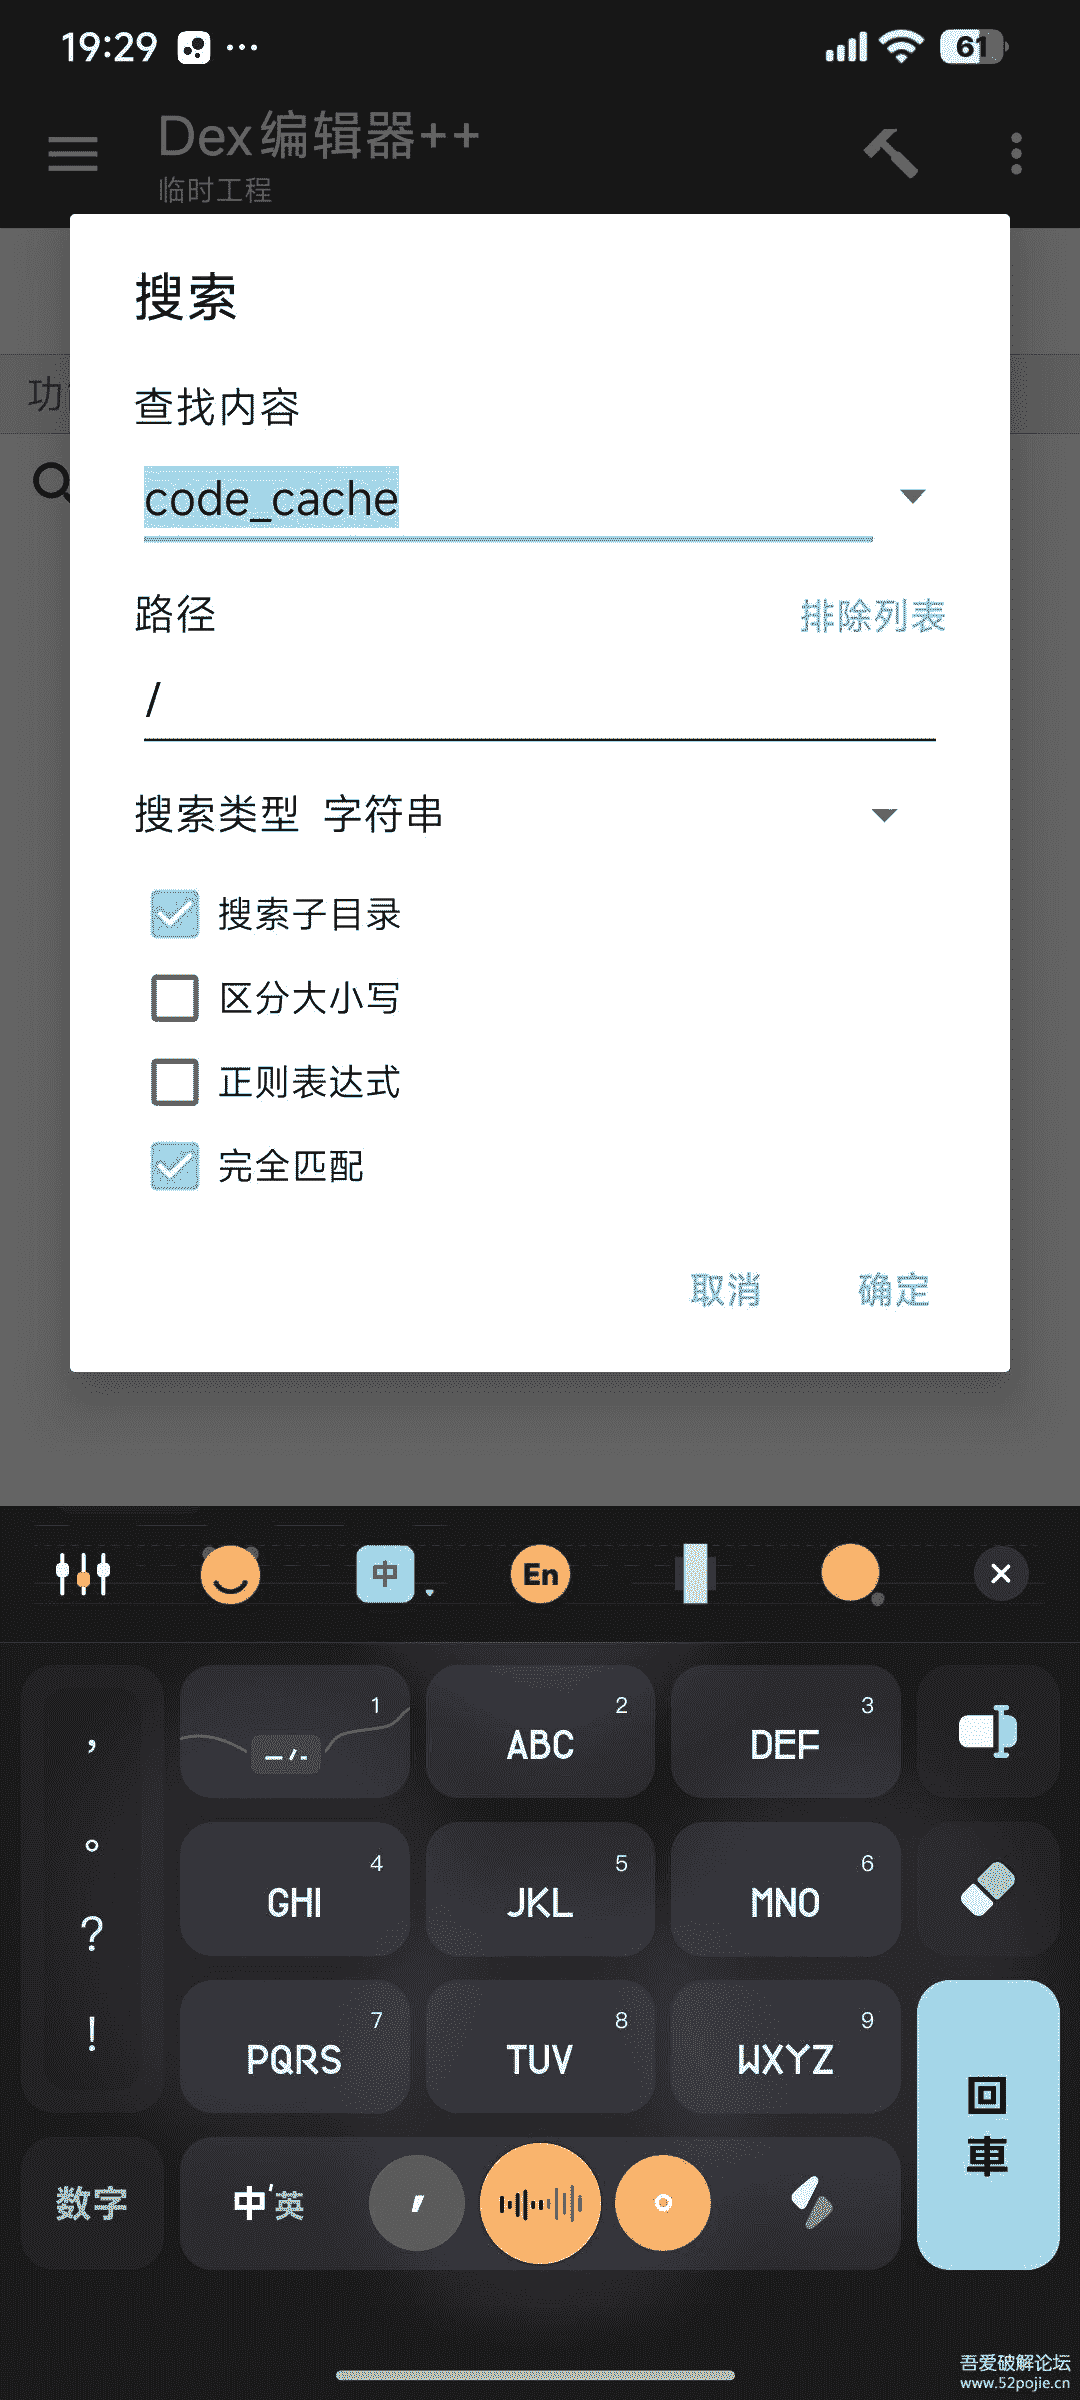 19:29
61
Dex编辑器++
临时工程
搜索
查找内容
功
code_cache
路径 排除列表
/
搜索类型 字符串
搜索子目录
区分大小写
正则表达式
完全匹配
取消 确定
中 En
，
。
?
!
1
2
ABC
3
DEF
4
GHI
5
JKL
6
MNO
7
PQRS
8
TUV
9
WXYZ
回車
数字
中'英
吾爱破解论坛
www.52pojie.cn